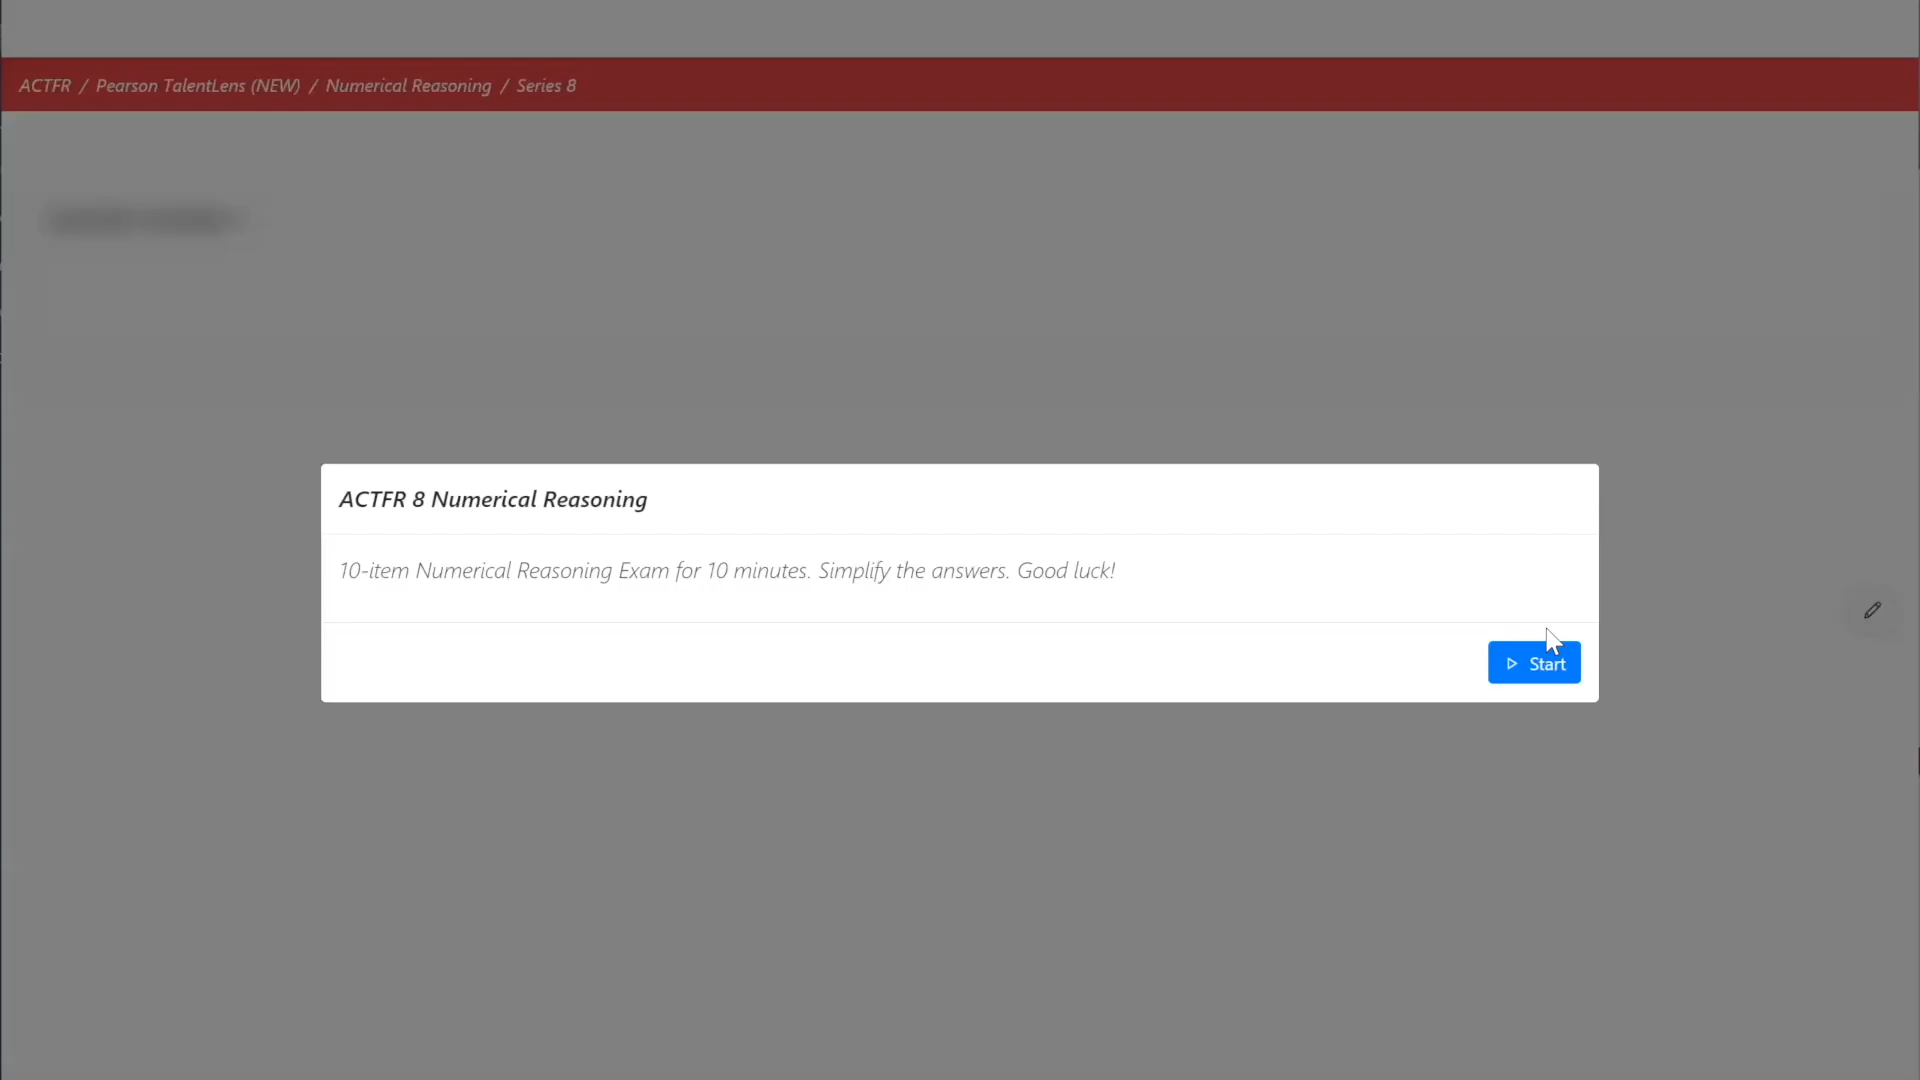 ACTFR / Pearson TalentLens (NEW) / Numerical Reasoning / Series 8
ACTFR 8 Numerical Reasoning
10-item Numerical Reasoning Exam for 10 minutes. Simplify the answers. Good luck!
Start